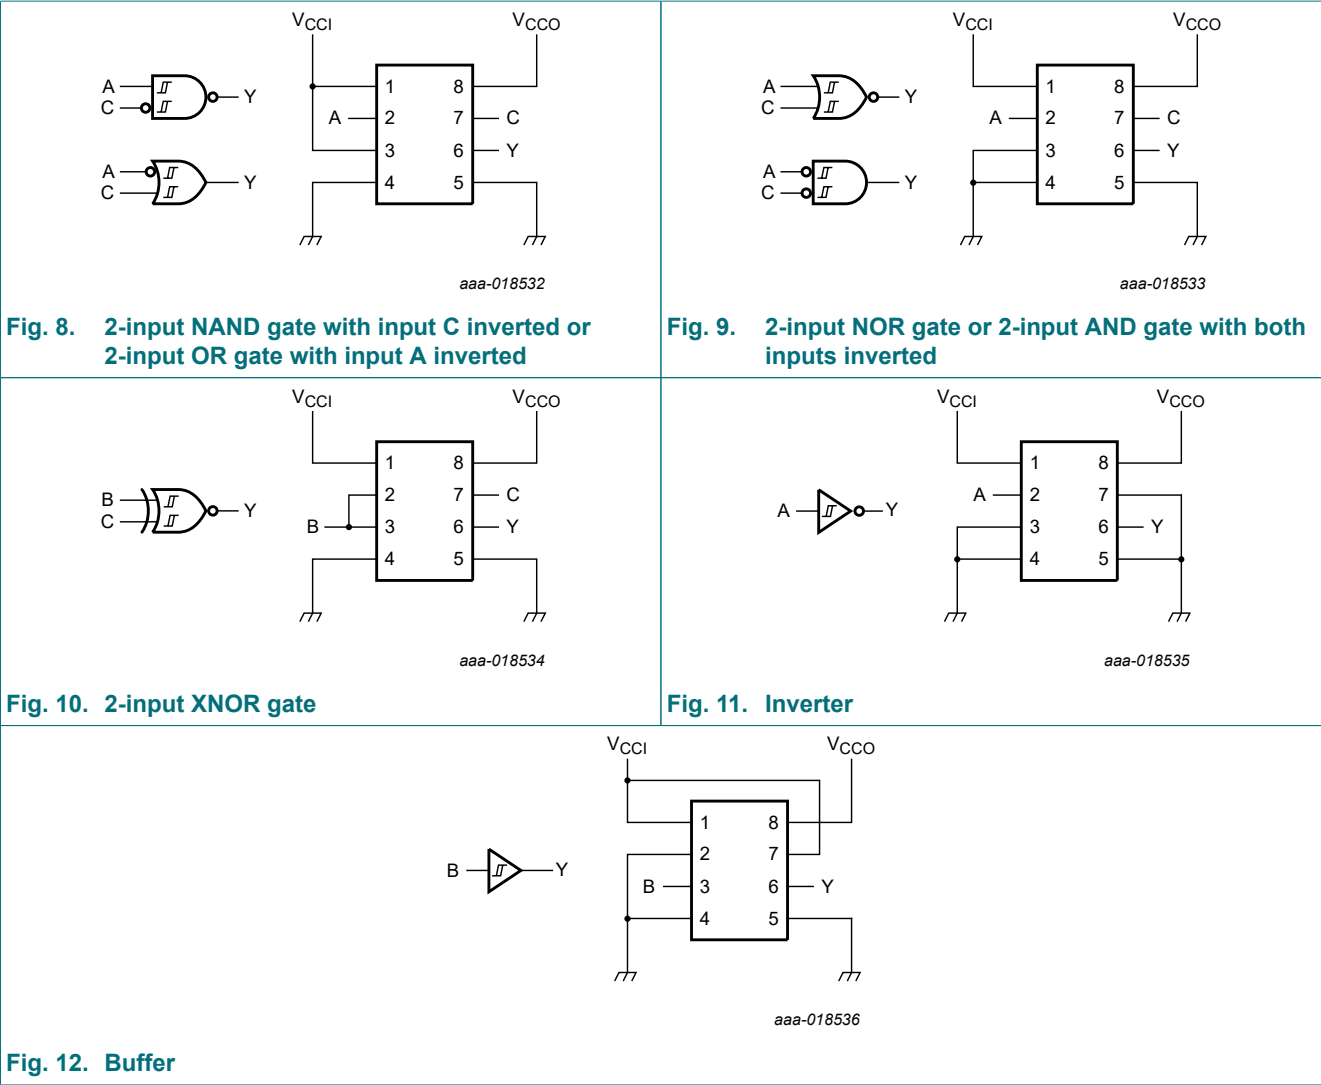 VCCI VCCO
A
C
Y
A
C
Y
1 8
A 2 7 C
3 6 Y
4 5
aaa-018532
Fig. 8. 2-input NAND gate with input C inverted or
2-input OR gate with input A inverted
VCCI VCCO
A
C
Y
A
C
Y
1 8
A 2 7 C
3 6 Y
4 5
aaa-018533
Fig. 9. 2-input NOR gate or 2-input AND gate with both
inputs inverted
VCCI VCCO
B
C
Y
1 8
2 7 C
B 3 6 Y
4 5
aaa-018534
Fig. 10. 2-input XNOR gate
VCCI VCCO
A Y
1 8
A 2 7
3 6 Y
4 5
aaa-018535
Fig. 11. Inverter
VCCI VCCO
B Y
1 8
2 7
B 3 6 Y
4 5
aaa-018536
Fig. 12. Buffer